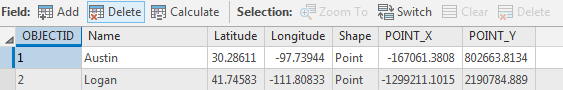 Field: Add Delete Calculate Selection: Zoom To Switch Clear Delete
OBJECTID Name Latitude Longitude Shape POINT_X POINT_Y
1 Austin 30.28611 -97.73944 Point -167061.3808 802663.8134
2 Logan 41.74583 -111.80833 Point -1299211.1015 2190784.889